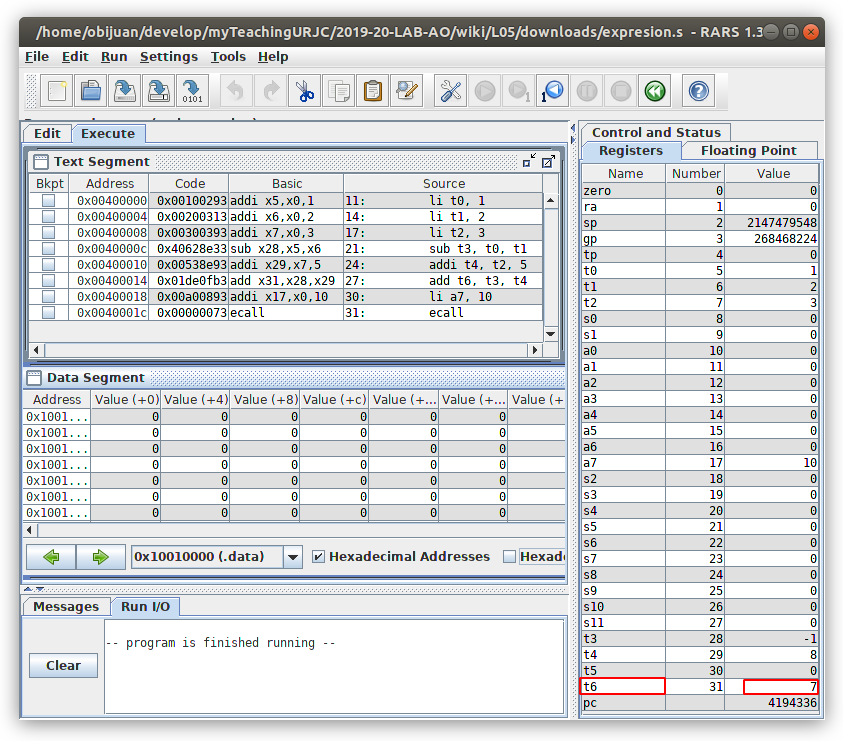 /home/obijuan/develop/myTeachingURJC/2019-20-LAB-AO/wiki/L05/downloads/expresion.s - RARS 1.3
File Edit Run Settings Tools Help
Edit Execute
Text Segment
Bkpt Address Code Basic Source
0x00400000 0x00100293 addi x5,x0,1 11: li t0, 1
0x00400004 0x00200313 addi x6,x0,2 14: li t1, 2
0x00400008 0x00300393 addi x7,x0,3 17: li t2, 3
0x0040000c 0x40628e33 sub x28,x5,x6 21: sub t3, t0, t1
0x00400010 0x00538e93 addi x29,x7,5 24: addi t4, t2, 5
0x00400014 0x01de0fb3 add x31,x28,x29 27: add t6, t3, t4
0x00400018 0x00a00893 addi x17,x0,10 30: li a7, 10
0x0040001c 0x00000073 ecall 31: ecall
Data Segment
Address Value (+0) Value (+4) Value (+8) Value (+c) Value (+... Value (+... Value (+
0x1001... 0 0 0 0 0 0
0x1001... 0 0 0 0 0 0
0x1001... 0 0 0 0 0 0
0x1001... 0 0 0 0 0 0
0x1001... 0 0 0 0 0 0
0x1001... 0 0 0 0 0 0
0x1001... 0 0 0 0 0 0
0x10010000 (.data) Hexadecimal Addresses Hexad
Messages Run I/O
-- program is finished running --
Clear
Control and Status
Registers Floating Point
Name Number Value
zero 0 0
ra 1 0
sp 2 2147479548
gp 3 268468224
tp 4 0
t0 5 1
t1 6 2
t2 7 3
s0 8 0
s1 9 0
a0 10 0
a1 11 0
a2 12 0
a3 13 0
a4 14 0
a5 15 0
a6 16 0
a7 17 10
s2 18 0
s3 19 0
s4 20 0
s5 21 0
s6 22 0
s7 23 0
s8 24 0
s9 25 0
s10 26 0
s11 27 0
t3 28 -1
t4 29 8
t5 30 0
t6 31 7
pc 4194336